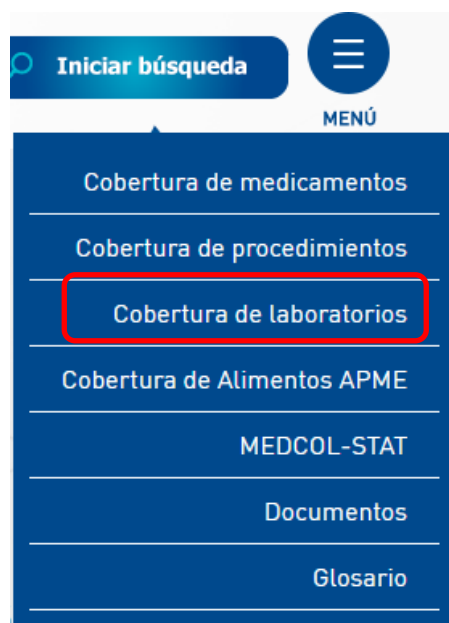 Iniciar búsqueda
MENÚ
Cobertura de medicamentos
Cobertura de procedimientos
Cobertura de laboratorios
Cobertura de Alimentos APME
MEDCOL-STAT
Documentos
Glosario